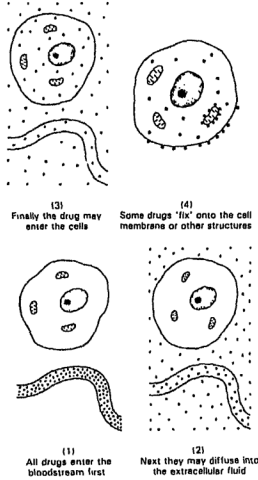 (3)
Finally the drug may
enter the cells
(4)
Some drugs 'fix' onto the cell
membrane or other structures
(1)
All drugs enter the
bloodstream first
(2)
Next they may diffuse into
the extracellular fluid